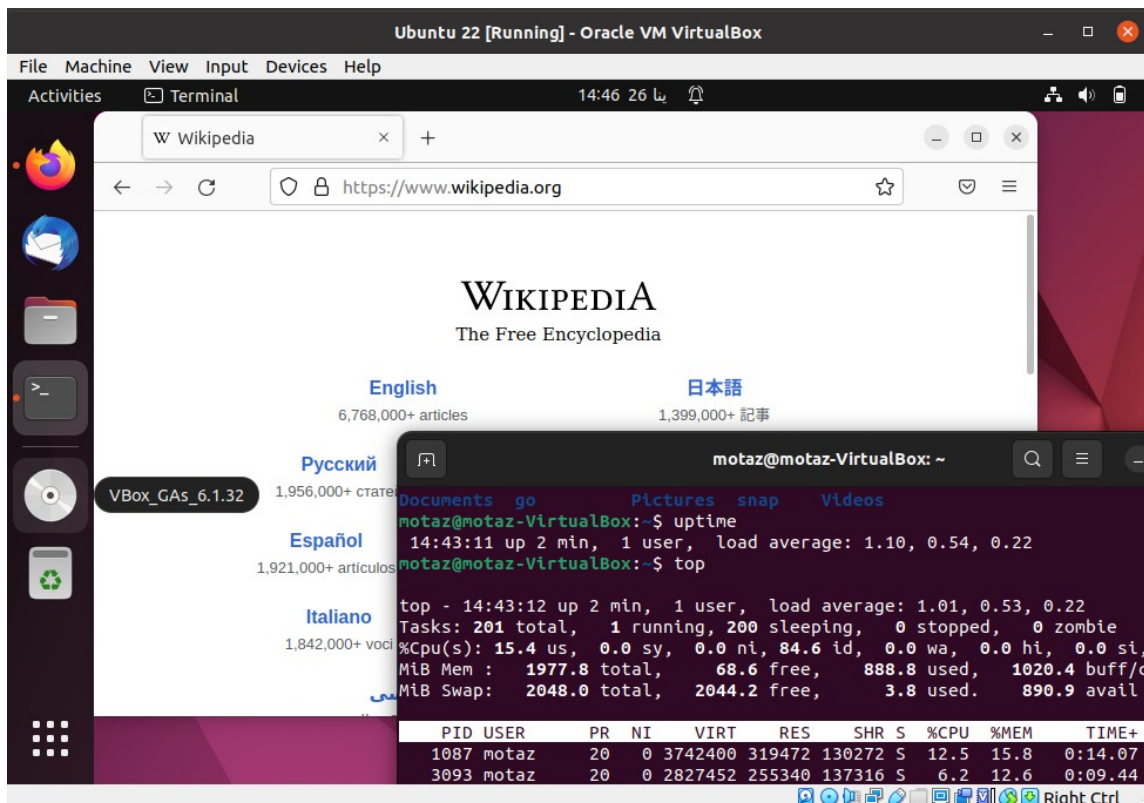 Ubuntu 22 [Running] - Oracle VM VirtualBox
File Machine View Input Devices Help
Activities Terminal 14:46 26 ينا
W Wikipedia
https://www.wikipedia.org
WIKIPEDIA
The Free Encyclopedia
English 日本語
6,768,000+ articles 1,399,000+ 記事
Русский
1,956,000+ статей
Español
1,921,000+ artículos
Italiano
1,842,000+ voci
VBox_GAs_6.1.32
motaz@motaz-VirtualBox: ~
Documents go Pictures snap Videos
motaz@motaz-VirtualBox:~$ uptime
14:43:11 up 2 min, 1 user, load average: 1.10, 0.54, 0.22
motaz@motaz-VirtualBox:~$ top
top - 14:43:12 up 2 min, 1 user, load average: 1.01, 0.53, 0.22
Tasks: 201 total, 1 running, 200 sleeping, 0 stopped, 0 zombie
%Cpu(s): 15.4 us, 0.0 sy, 0.0 ni, 84.6 id, 0.0 wa, 0.0 hi, 0.0 si,
MiB Mem : 1977.8 total, 68.6 free, 888.8 used, 1020.4 buff/c
MiB Swap: 2048.0 total, 2044.2 free, 3.8 used. 890.9 avail
PID USER PR NI VIRT RES SHR S %CPU %MEM TIME+
1087 motaz 20 0 3742400 319472 130272 S 12.5 15.8 0:14.07
3093 motaz 20 0 2827452 255340 137316 S 6.2 12.6 0:09.44
Right Ctrl